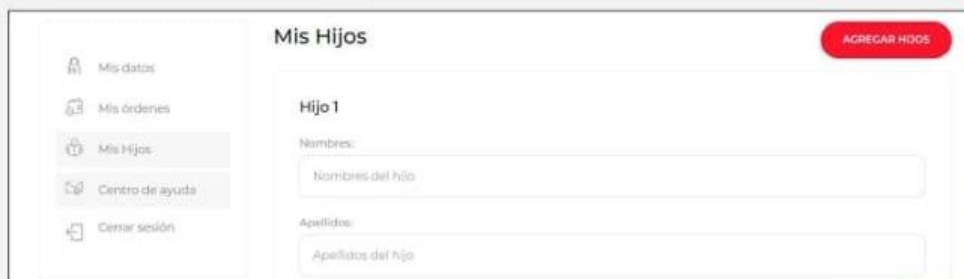 Mis Hijos
AGREGAR HIJOS
Mis datos
Mis órdenes
Mis Hijos
Centro de ayuda
Cerrar sesión
Hijo 1
Nombres:
Nombres del hijo
Apellidos:
Apellidos del hijo